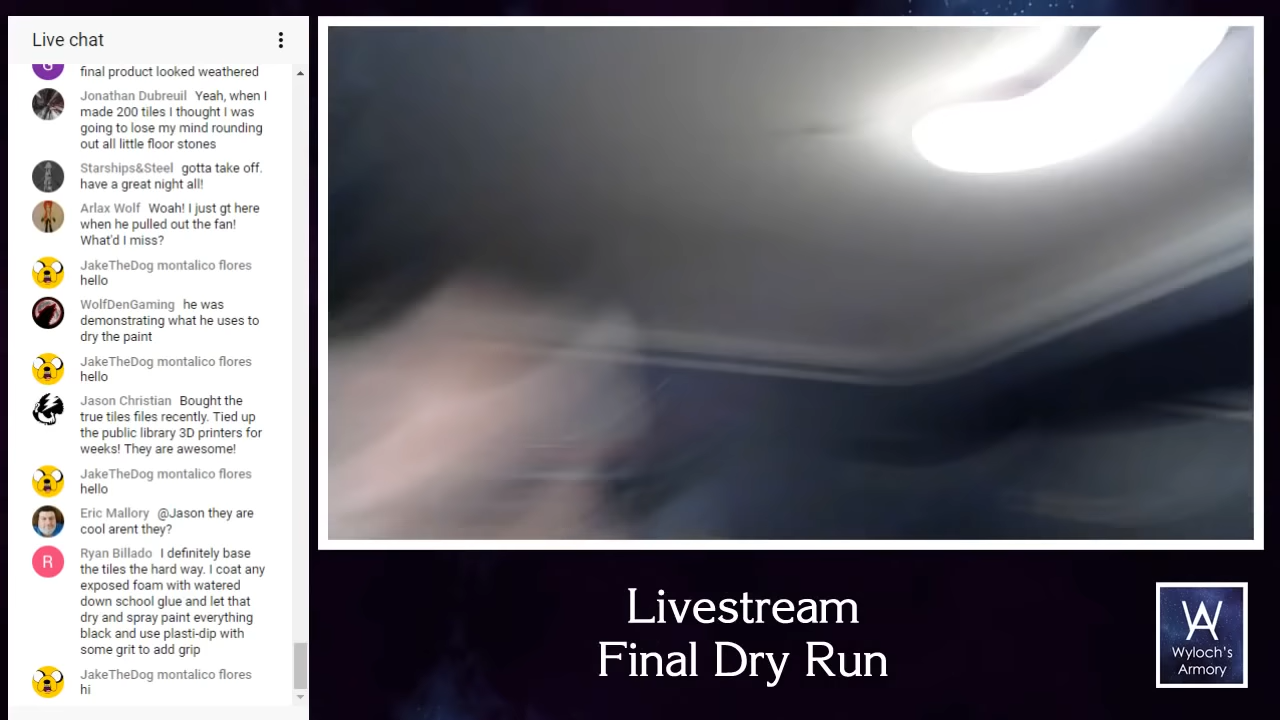 Live chat
G
final product looked weathered
Jonathan Dubreuil Yeah, when I
made 200 tiles I thought I was
going to lose my mind rounding
out all little floor stones
Starships&Steel gotta take off.
have a great night all!
Arlax Wolf Woah! I just gt here
when he pulled out the fan!
What'd I miss?
JakeTheDog montalico flores
hello
WolfDenGaming he was
demonstrating what he uses to
dry the paint
JakeTheDog montalico flores
hello
Jason Christian Bought the
true tiles files recently. Tied up
the public library 3D printers for
weeks! They are awesome!
JakeTheDog montalico flores
hello
Eric Mallory @Jason they are
cool arent they?
R
Ryan Billado I definitely base
the tiles the hard way. I coat any
exposed foam with watered
down school glue and let that
dry and spray paint everything
black and use plasti-dip with
some grit to add grip
JakeTheDog montalico flores
hi
Livestream
Final Dry Run
WA
Wyloch's
Armory